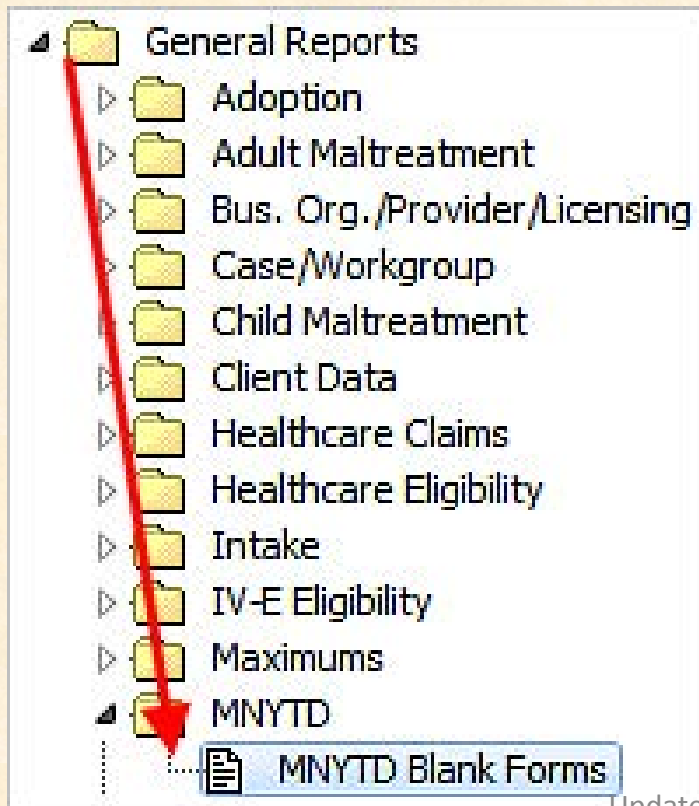 General Reports
Adoption
Adult Maltreatment
Bus. Org./Provider/Licensing
Case/Workgroup
Child Maltreatment
Client Data
Healthcare Claims
Healthcare Eligibility
Intake
IV-E Eligibility
Maximums
MNYTD
MNYTD Blank Forms